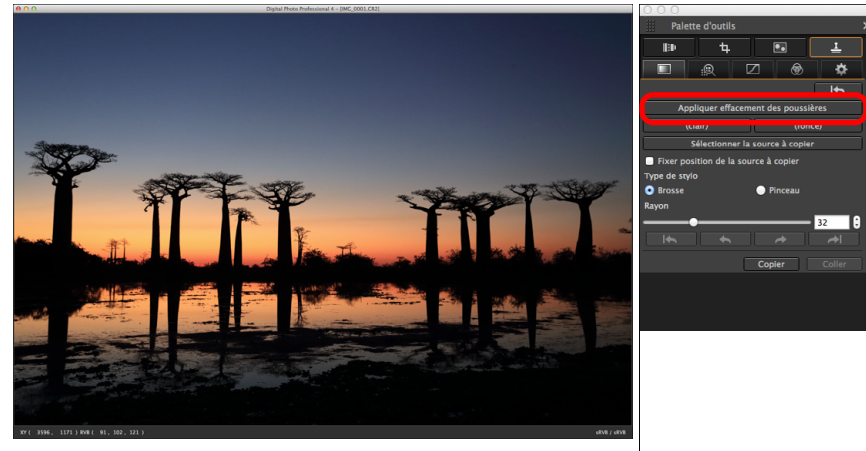 Digital Photo Professional 4 – [IMG_0001.CR2]
XY ( 3596 , 1171 ) RVB ( 91 , 102 , 121 )
sRVB / sRVB
Palette d'outils
Appliquer effacement des poussières
(clair) (foncé)
Sélectionner la source à copier
Fixer position de la source à copier
Type de stylo
Brosse Pinceau
Rayon
32
Copier Coller